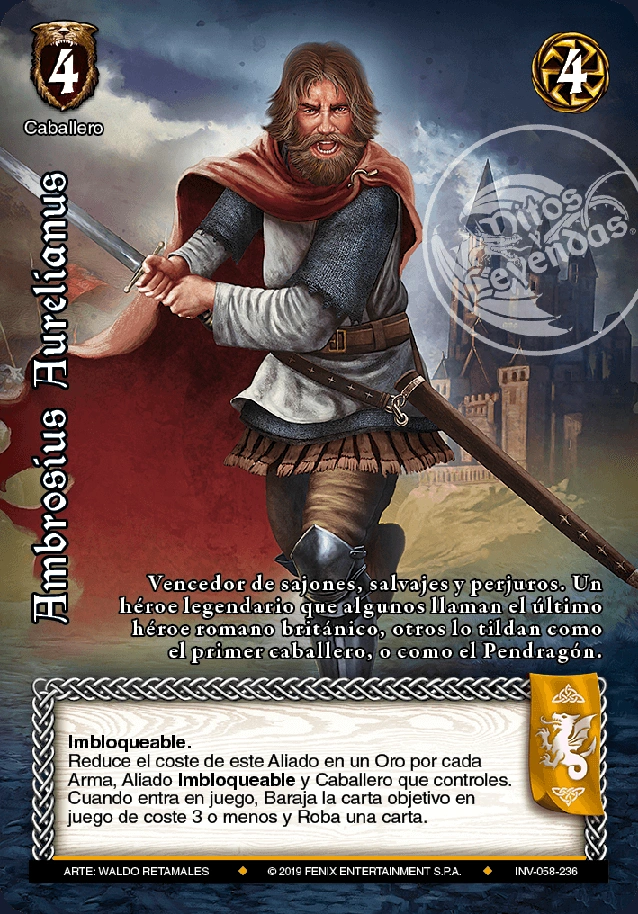 4
4
Caballero
Mitos
y
Leyendas®
Ambrosius Aurelianus
Vencedor de sajones, salvajes y perjuros. Un
héroe legendario que algunos llaman el último
héroe romano británico, otros lo tildan como
el primer caballero, o como el Pendragón.
Imbloqueable.
Reduce el coste de este Aliado en un Oro por cada
Arma, Aliado Imbloqueable y Caballero que controles.
Cuando entra en juego, Baraja la carta objetivo en
juego de coste 3 o menos y Roba una carta.
ARTE: WALDO RETAMALES ◆ © 2019 FENIX ENTERTAINMENT S.P.A. ◆ INV-058-236